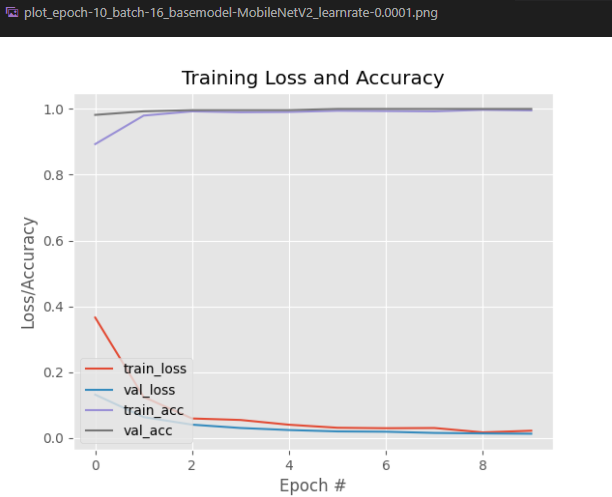 plot_epoch-10_batch-16_basemodel-MobileNetV2_learnrate-0.0001.png
Training Loss and Accuracy
1.0
0.8
0.6
0.4
0.2
0.0
Loss/Accuracy
train_loss
val_loss
train_acc
val_acc
0 2 4 6 8
Epoch #